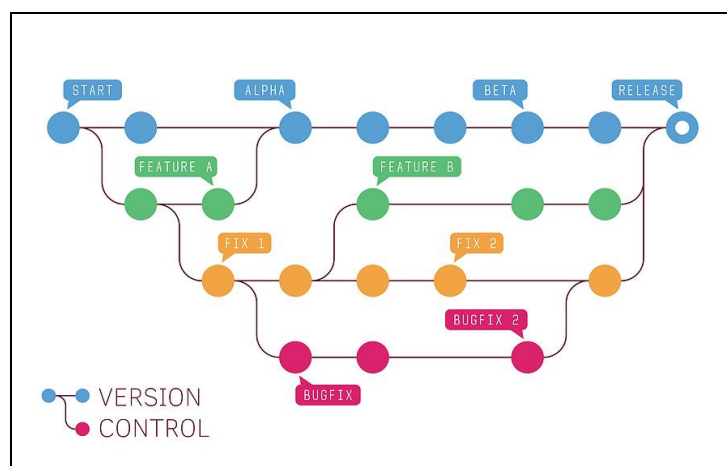 START
ALPHA
BETA
RELEASE
FEATURE A
FEATURE B
FIX 1
FIX 2
BUGFIX 2
BUGFIX
VERSION
CONTROL